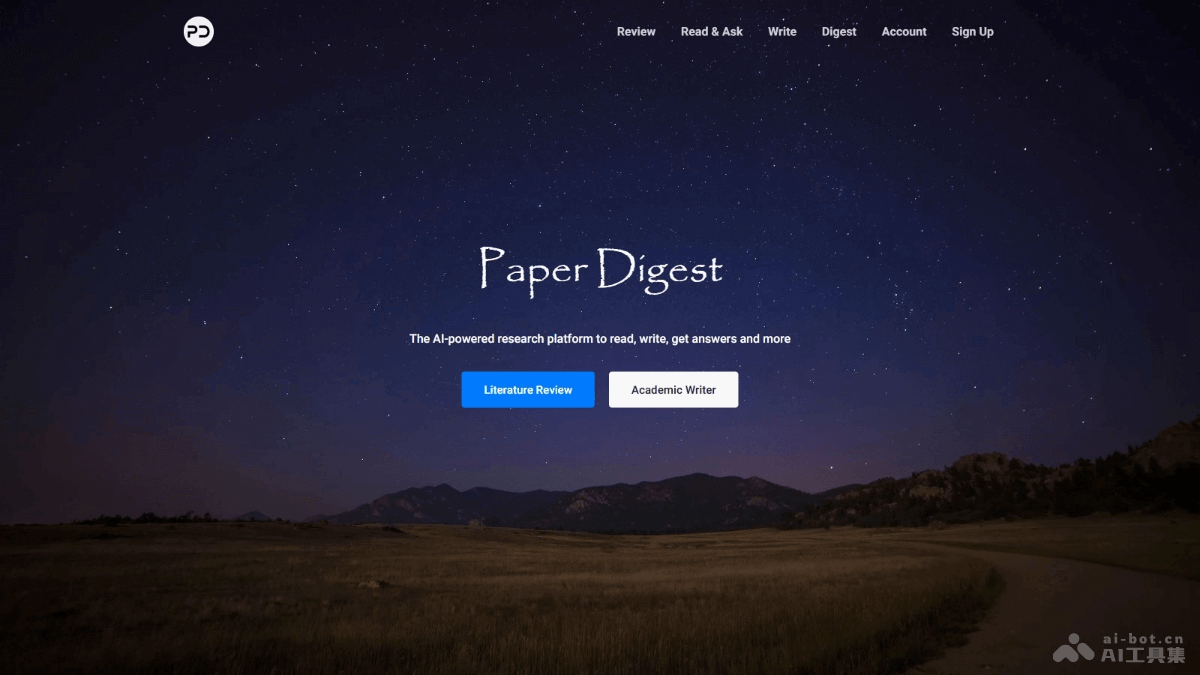 PD
Review Read & Ask Write Digest Account Sign Up
Paper Digest
The AI-powered research platform to read, write, get answers and more
Literature Review Academic Writer
ai-bot.cn
AI工具集